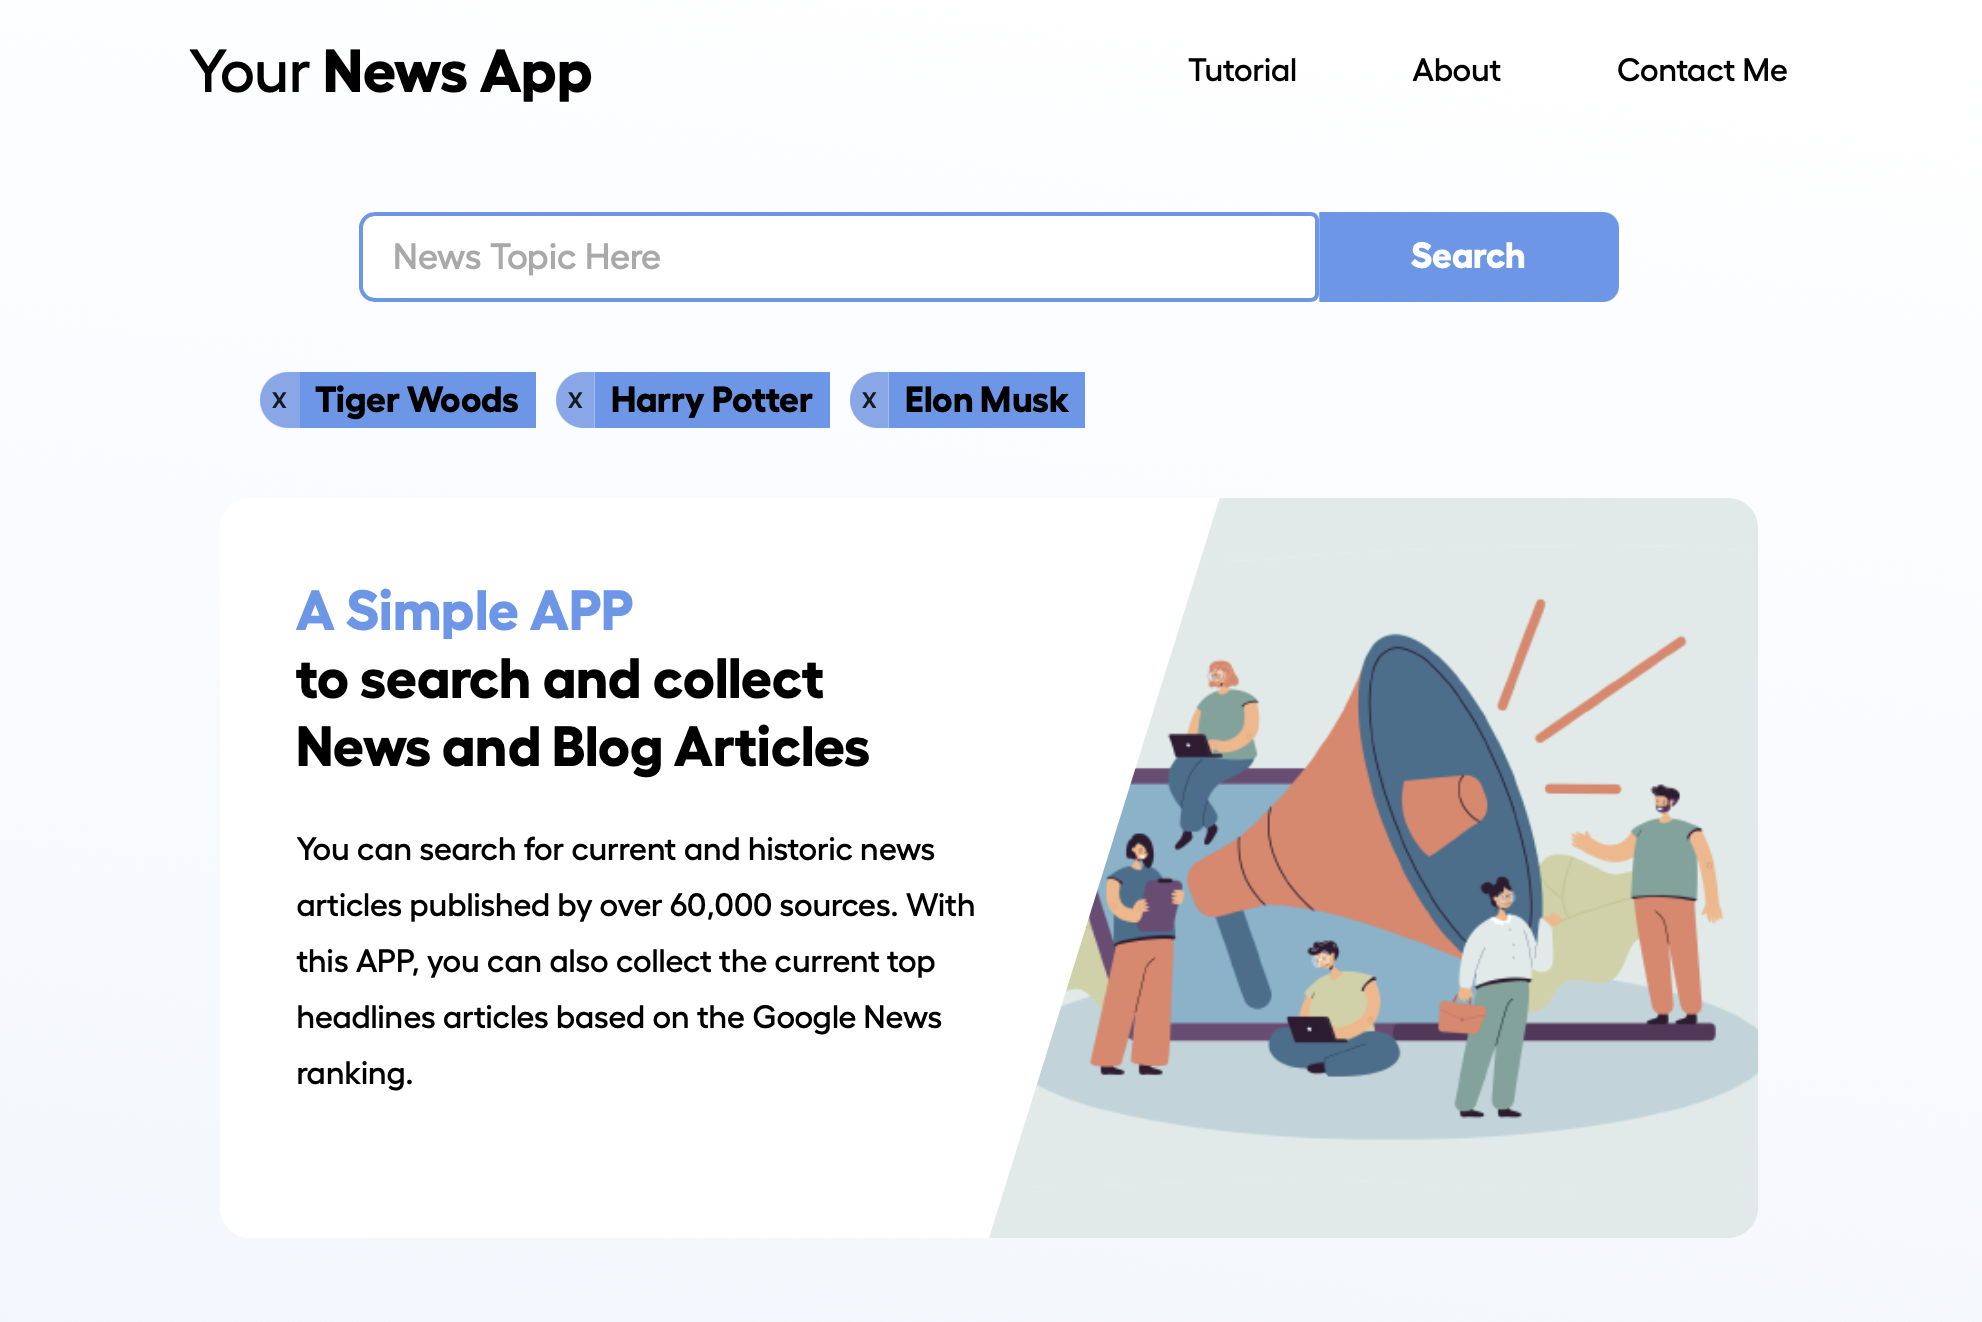 Your News App
Tutorial
About
Contact Me
News Topic Here
Search
X Tiger Woods
X Harry Potter
X Elon Musk
A Simple APP
to search and collect
News and Blog Articles
You can search for current and historic news
articles published by over 60,000 sources. With
this APP, you can also collect the current top
headlines articles based on the Google News
ranking.